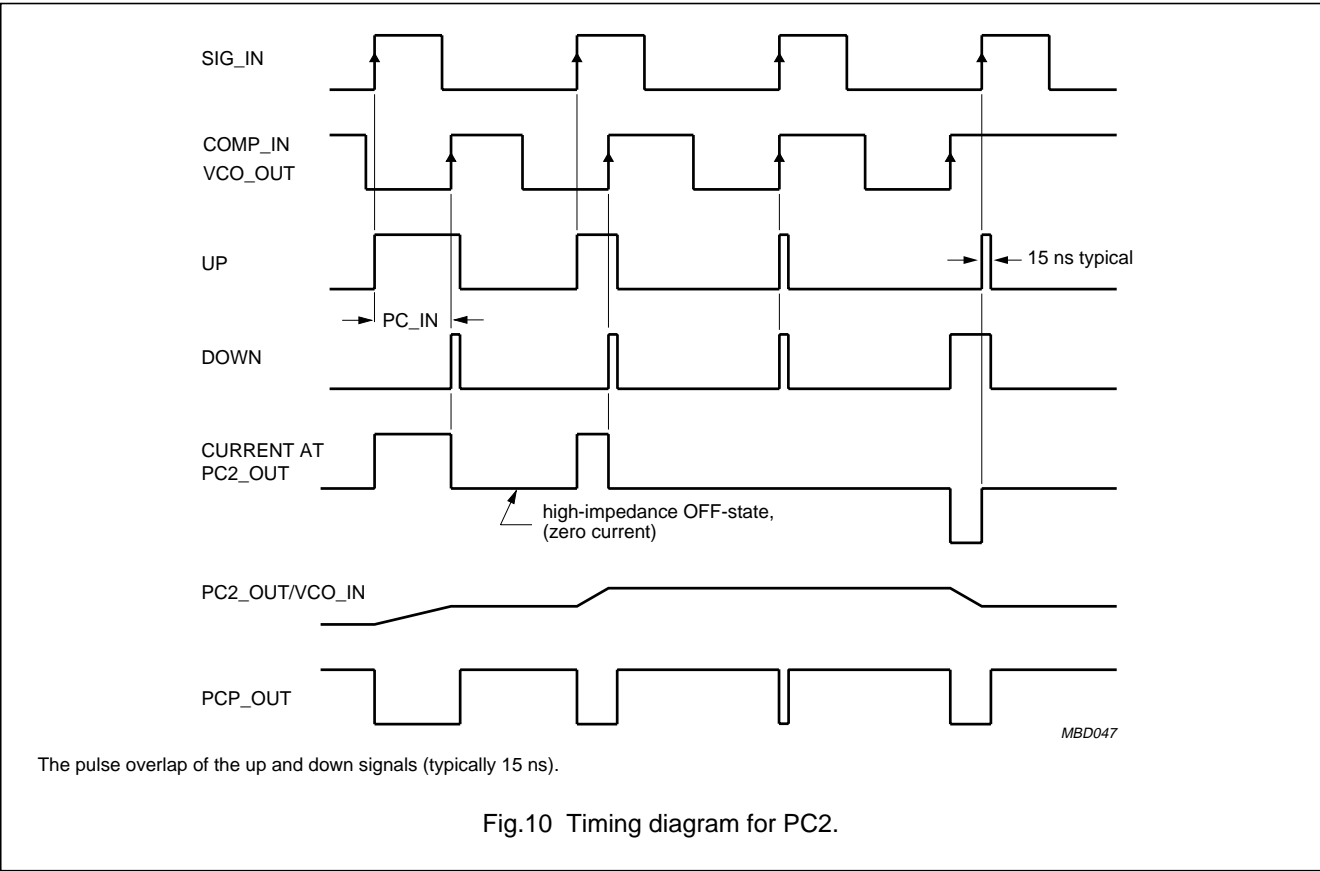 SIG_IN
COMP_IN
VCO_OUT
UP
15 ns typical
PC_IN
DOWN
CURRENT AT
PC2_OUT
high-impedance OFF-state,
(zero current)
PC2_OUT/VCO_IN
PCP_OUT
MBD047
The pulse overlap of the up and down signals (typically 15 ns).
Fig.10 Timing diagram for PC2.